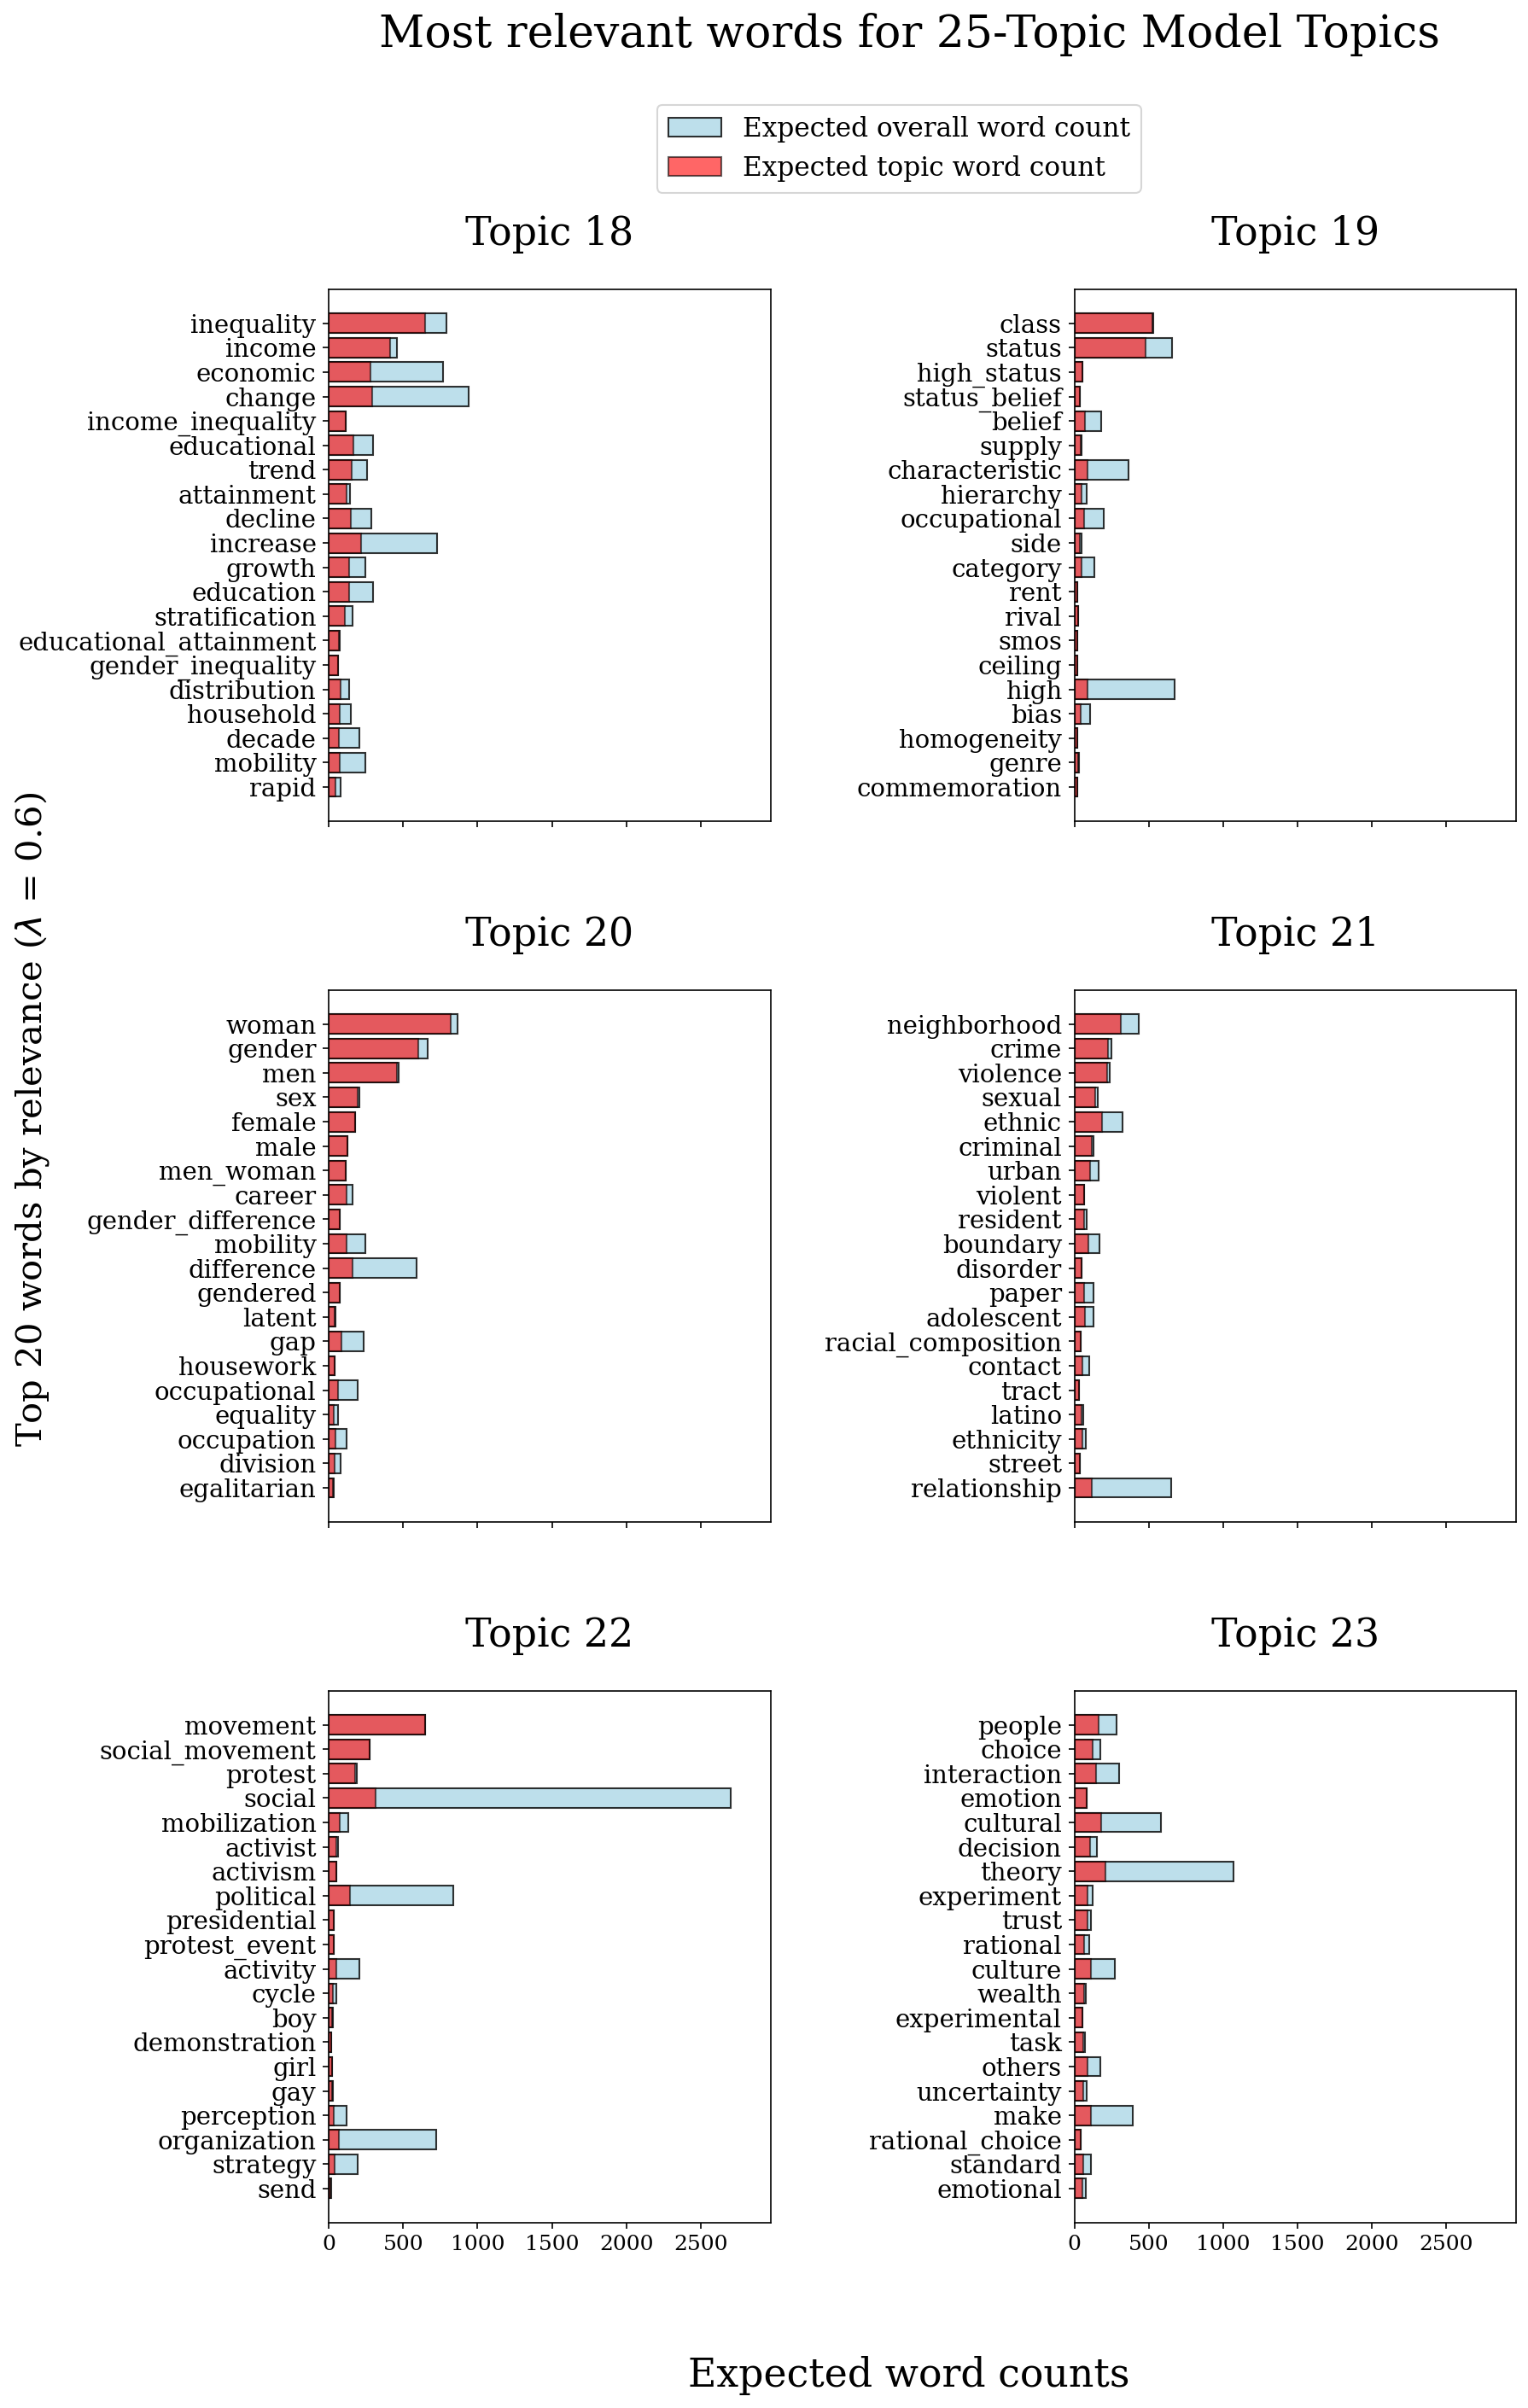 Most relevant words for 25-Topic Model Topics
Expected overall word count
Expected topic word count
Top 20 words by relevance (λ = 0.6)
Topic 18
inequality
income
economic
change
income_inequality
educational
trend
attainment
decline
increase
growth
education
stratification
educational_attainment
gender_inequality
distribution
household
decade
mobility
rapid
Topic 19
class
status
high_status
status_belief
belief
supply
characteristic
hierarchy
occupational
side
category
rent
rival
smos
ceiling
high
bias
homogeneity
genre
commemoration
Topic 20
woman
gender
men
sex
female
male
men_woman
career
gender_difference
mobility
difference
gendered
latent
gap
housework
occupational
equality
occupation
division
egalitarian
Topic 21
neighborhood
crime
violence
sexual
ethnic
criminal
urban
violent
resident
boundary
disorder
paper
adolescent
racial_composition
contact
tract
latino
ethnicity
street
relationship
Topic 22
movement
social_movement
protest
social
mobilization
activist
activism
political
presidential
protest_event
activity
cycle
boy
demonstration
girl
gay
perception
organization
strategy
send
0 500 1000 1500 2000 2500
Topic 23
people
choice
interaction
emotion
cultural
decision
theory
experiment
trust
rational
culture
wealth
experimental
task
others
uncertainty
make
rational_choice
standard
emotional
0 500 1000 1500 2000 2500
Expected word counts